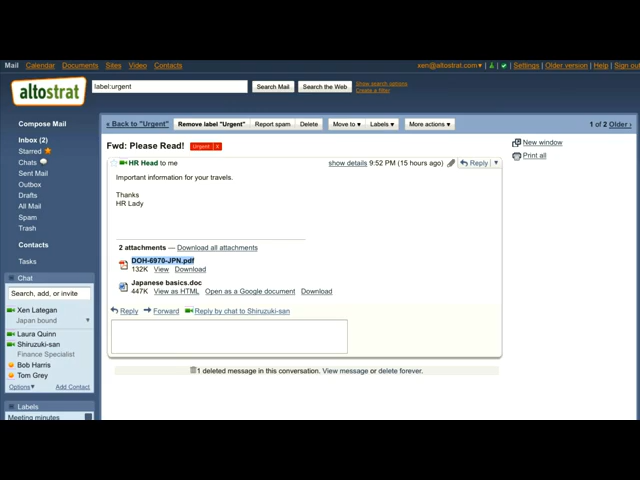 Mail Calendar Documents Sites Video Contacts
xen@altostrat.com▾ | Settings | Older version | Help | Sign out
altostrat
label:urgent
Search Mail
Search the Web
Show search options
Create a filter
Compose Mail
Inbox (2)
Starred
Chats
Sent Mail
Outbox
Drafts
All Mail
Spam
Trash
Contacts
Tasks
Chat
Search, add, or invite
Xen Lategan
Japan bound
Laura Quinn
Shiruzuki-san
Finance Specialist
Bob Harris
Tom Grey
Options▾ Add Contact
Labels
Meeting minutes
« Back to "Urgent" Remove label "Urgent" Report spam Delete Move to ▾ Labels ▾ More actions ▾ 1 of 2 Older ›
Fwd: Please Read! Urgent x
HR Head to me show details 9:52 PM (15 hours ago) Reply ▾
Important information for your travels.
Thanks
HR Lady
2 attachments — Download all attachments
DOH-6970-JPN.pdf
132K View Download
Japanese basics.doc
447K View as HTML Open as a Google document Download
Reply Forward Reply by chat to Shiruzuki-san
1 deleted message in this conversation. View message or delete forever.
New window
Print all